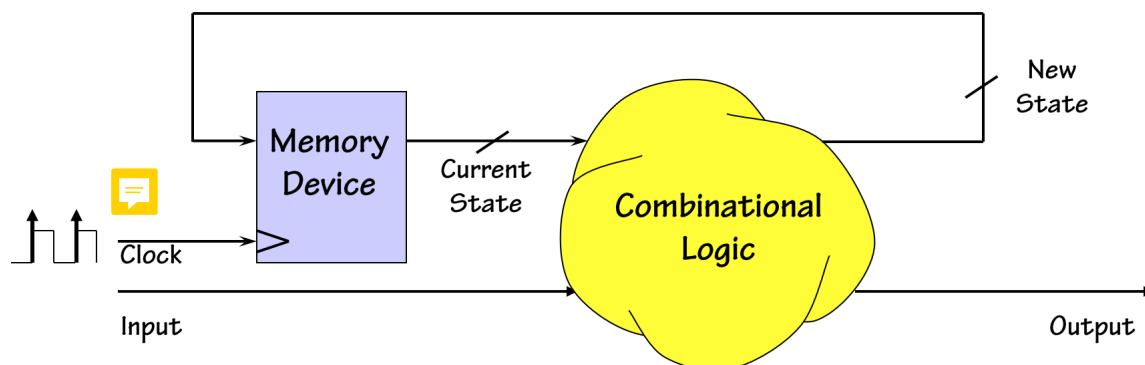 New
State
Memory
Device
Current
State
Combinational
Logic
Clock
Input
Output